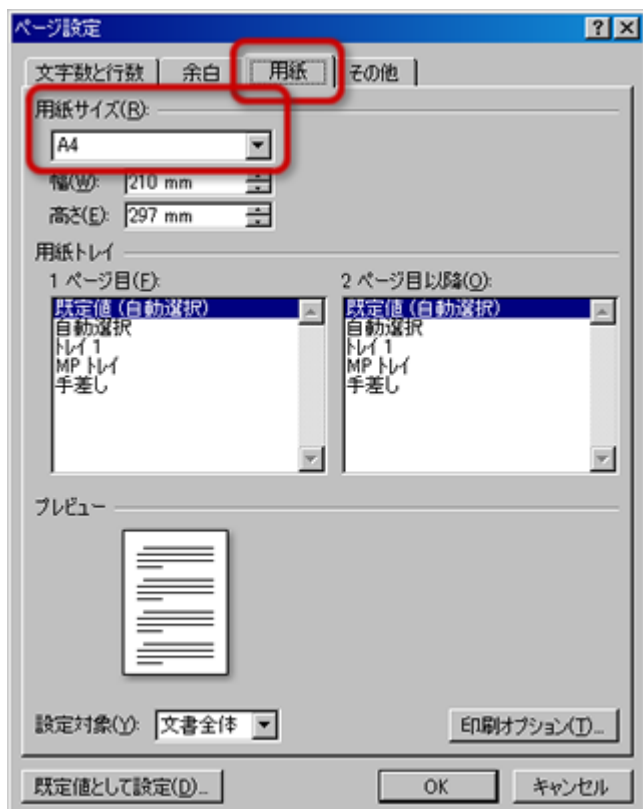 ページ設定
文字数と行数 余白 用紙 その他
用紙サイズ(R):
A4
幅(W): 210 mm
高さ(E): 297 mm
用紙トレイ
1 ページ目(F): 2 ページ目以降(O):
既定値 (自動選択) 既定値 (自動選択)
自動選択 自動選択
トレイ 1 トレイ 1
MP トレイ MP トレイ
手差し 手差し
プレビュー
設定対象(Y): 文書全体 印刷オプション(T)...
既定値として設定(D)... OK キャンセル